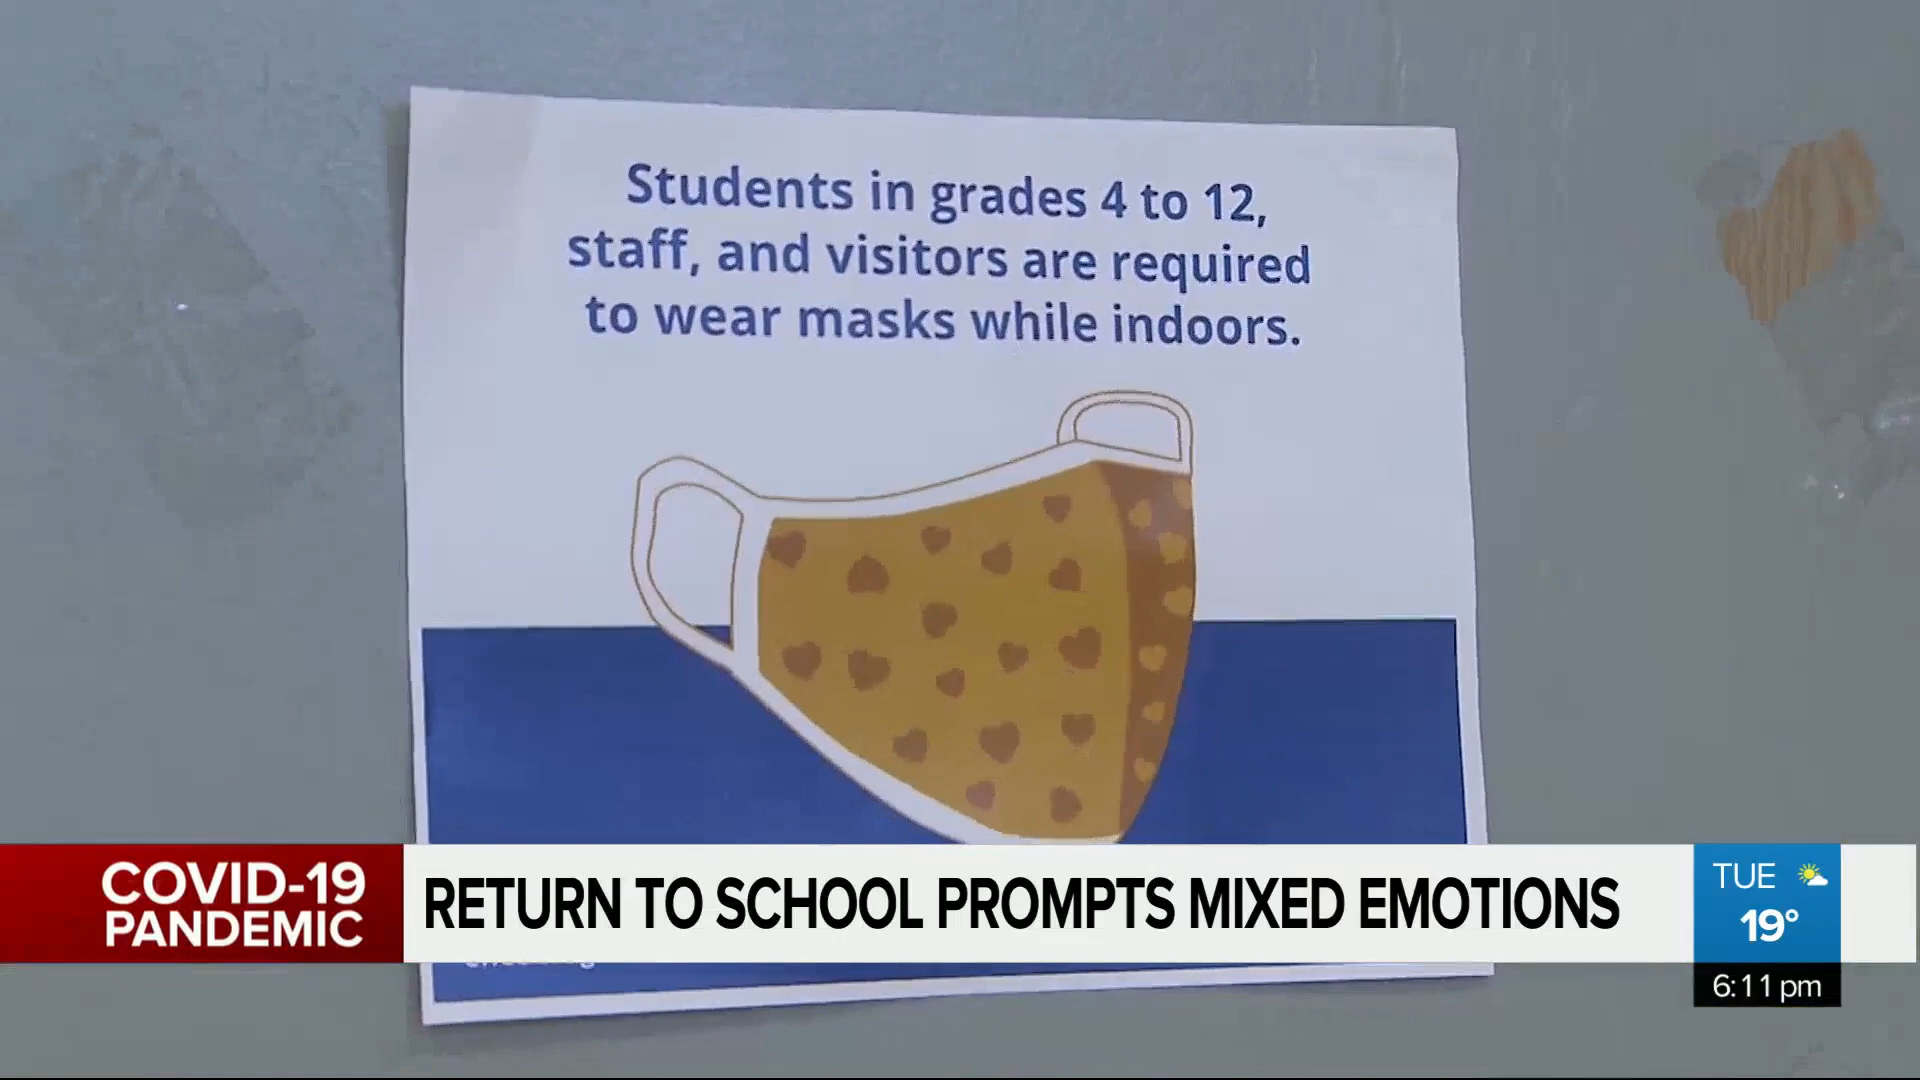 Students in grades 4 to 12,
staff, and visitors are required
to wear masks while indoors.
COVID-19
PANDEMIC
RETURN TO SCHOOL PROMPTS MIXED EMOTIONS
TUE
19°
6:11 pm